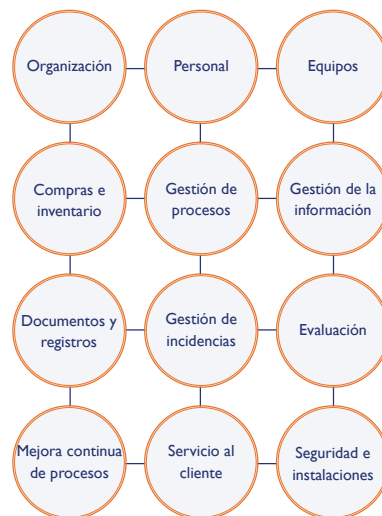 Organización
Personal
Equipos
Compras e
inventario
Gestión de
procesos
Gestión de la
información
Documentos y
registros
Gestión de
incidencias
Evaluación
Mejora continua
de procesos
Servicio al
cliente
Seguridad e
instalaciones